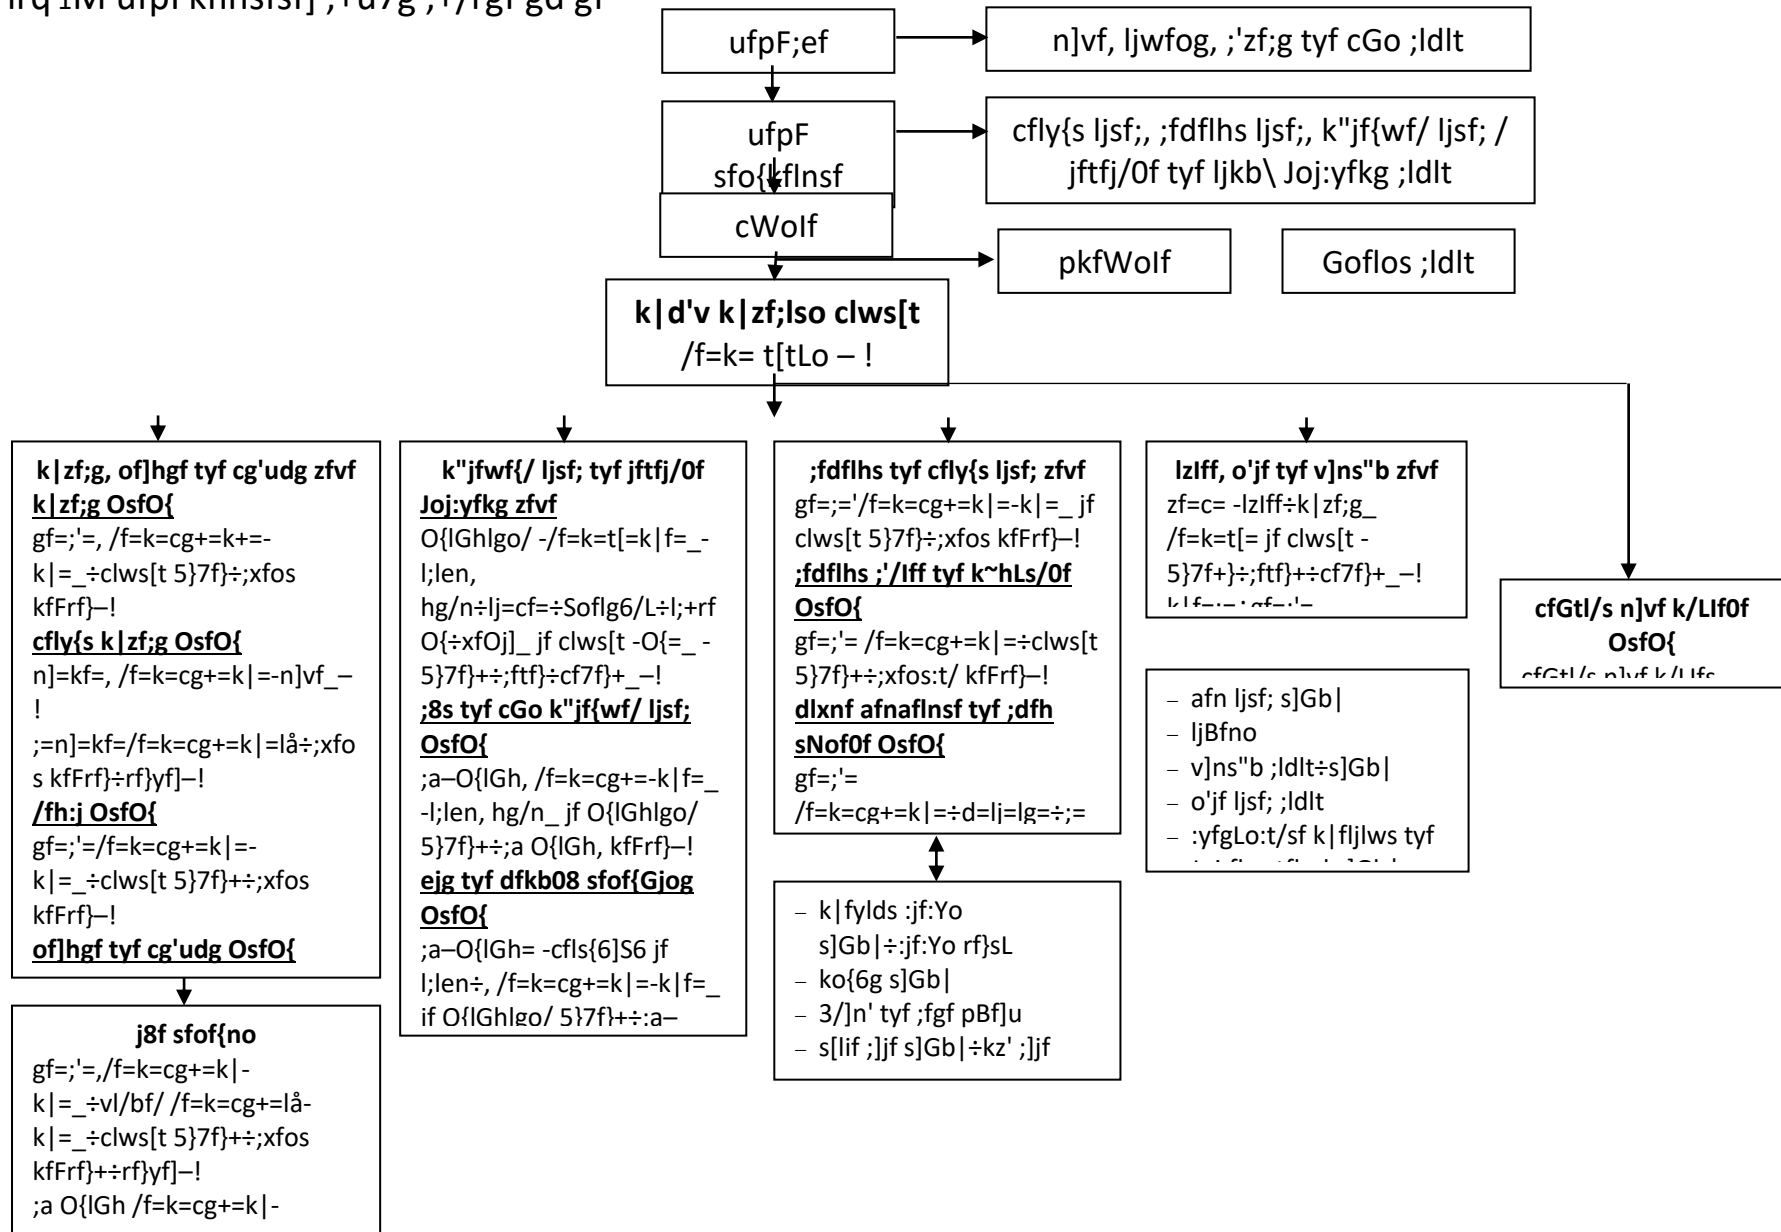 ufpF;ef
n]vf, ljwfog, ;'zf;g tyf cGo ;ldlt
ufpF
sfo{kflnsf
cfly{s ljsf;, ;fdflhs ljsf;, k"jf{wf/ ljsf; /
jftfj/0f tyf ljkb\ Joj:yfkg ;ldlt
cWoIf
pkfWoIf
Goflos ;ldlt
k|d'v k|zf;lso clws[t
/f=k= t[tLo – !
k|zf;g, of]hgf tyf cg'udg zfvf
k|zf;g OsfO{
gf=;'=, /f=k=cg+=k+=-
k|=_÷clws[t 5}7f}÷;xfos
kfFrf}–!
cfly{s k|zf;g OsfO{
n]=kf=, /f=k=cg+=k|=-n]vf_–
!
;=n]=kf=/f=k=cg+=k|=lå÷;xfo
s kfFrf}÷rf}yf]–!
/fh:j OsfO{
gf=;'=/f=k=cg+=k|=-
k|=_÷clws[t 5}7f}+÷;xfos
kfFrf}–!
of]hgf tyf cg'udg OsfO{
j8f sfof{no
gf=;'=,/f=k=cg+=k|-
k|=_÷vl/bf/ /f=k=cg+=lå-
k|=_÷clws[t 5}7f}+÷;xfos
kfFrf}+÷rf}yf]–!
;a O{lGh /f=k=cg+=k|-
k"jfwf{/ ljsf; tyf jftfj/0f
Joj:yfkg zfvf
O{lGhlgo/ -/f=k=t[=k|f=_-
l;len,
hg/n÷lj=cf=÷Soflg6/L÷l;+rf
O{÷xfOj]_ jf clws[t -O{=_ -
5}7f}+÷;ftf}÷cf7f}+_–!
;8s tyf cGo k"jf{wf/ ljsf;
OsfO{
;a–O{lGh, /f=k=cg+=-k|f=_
-l;len, hg/n_ jf O{lGhlgo/
5}7f}+÷;a O{lGh, kfFrf}–!
ejg tyf dfkb08 sfof{Gjog
OsfO{
;a–O{lGh= -cfls{6]S6 jf
l;len÷, /f=k=cg+=k|=-k|f=_
jf O{lGhlgo/ 5}7f}+÷:a–
;fdflhs tyf cfly{s ljsf; zfvf
gf=;='/f=k=cg+=k|=-k|=_ jf
clws[t 5}7f}÷;xfos kfFrf}–!
;fdflhs ;'/Iff tyf k~hLs/0f
OsfO{
gf=;'= /f=k=cg+=k|=÷clws[t
5}7f}+÷;xfos:t/ kfFrf}–!
dlxnf afnaflnsf tyf ;dfh
sNof0f OsfO{
gf=;'=
/f=k=cg+=k|=÷d=lj=lg=÷;=
– k|fylds :jf:Yo
s]Gb|÷:jf:Yo rf}sL
– ko{6g s]Gb|
– 3/]n' tyf ;fgf pBf]u
– s[lif ;]jf s]Gb|÷kz' ;]jf
lzIff, o'jf tyf v]ns"b zfvf
zf=c= -lzIff÷k|zf;g_
/f=k=t[= jf clws[t -
5}7f+}÷;ftf}+÷cf7f}+_–!
– afn ljsf; s]Gb|
– ljBfno
– v]ns"b ;ldlt÷s]Gb|
– o'jf ljsf; ;ldlt
– :yfgLo:t/sf k|fljlws tyf
cfGtl/s n]vf k/LIf0f
OsfO{